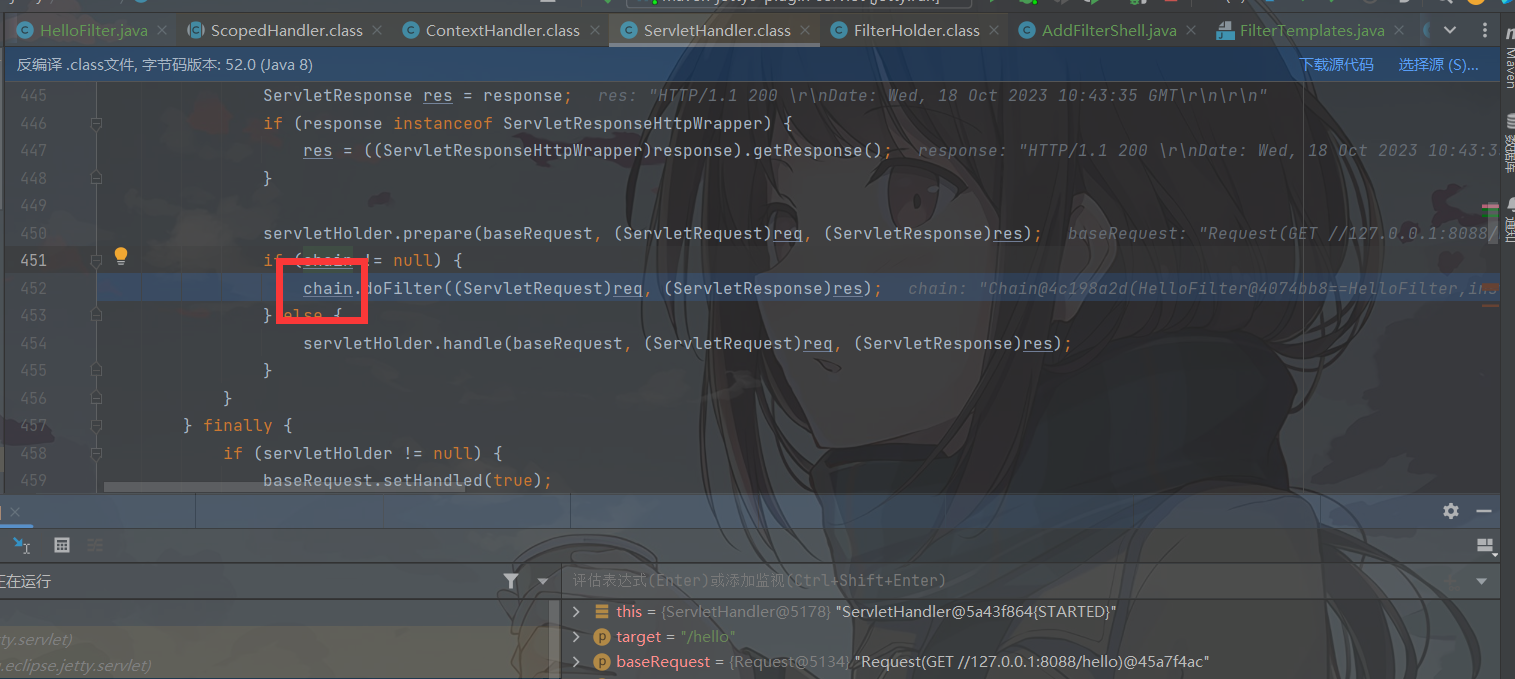 HelloFilter.java ScopedHandler.class ContextHandler.class ServletHandler.class FilterHolder.class AddFilterShell.java FilterTemplates.java
反编译 .class文件, 字节码版本: 52.0 (Java 8) 下载源代码 选择源 (S)...
Maven
数据库
通知
445 ServletResponse res = response; res: "HTTP/1.1 200 \r\nDate: Wed, 18 Oct 2023 10:43:35 GMT\r\n\r\n"
446 if (response instanceof ServletResponseHttpWrapper) {
447 res = ((ServletResponseHttpWrapper)response).getResponse(); response: "HTTP/1.1 200 \r\nDate: Wed, 18 Oct 2023 10:43:3
448 }
449
450 servletHolder.prepare(baseRequest, (ServletRequest)req, (ServletResponse)res); baseRequest: "Request(GET //127.0.0.1:8088/
451 if (chain != null) {
452 chain.doFilter((ServletRequest)req, (ServletResponse)res); chain: "Chain@4c198a2d(HelloFilter@4074bb8==HelloFilter,ins
453 } else {
454 servletHolder.handle(baseRequest, (ServletRequest)req, (ServletResponse)res);
455 }
456 }
457 } finally {
458 if (servletHolder != null) {
459 baseRequest.setHandled(true);
正在运行
评估表达式(Enter)或添加监视(Ctrl+Shift+Enter)
this = {ServletHandler@5178} "ServletHandler@5a43f864{STARTED}"
target = "/hello"
baseRequest = {Request@5134} "Request(GET //127.0.0.1:8088/hello)@45a7f4ac"
tty.servlet)
.eclipse.jetty.servlet)